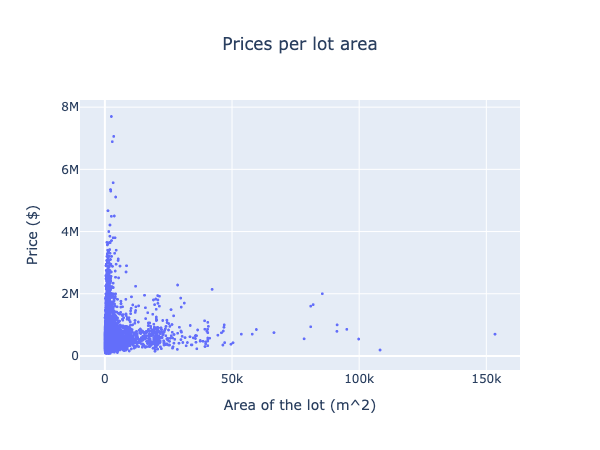 Prices per lot area
8M
6M
4M
2M
0
0
50k
100k
150k
Price ($)
Area of the lot (m^2)